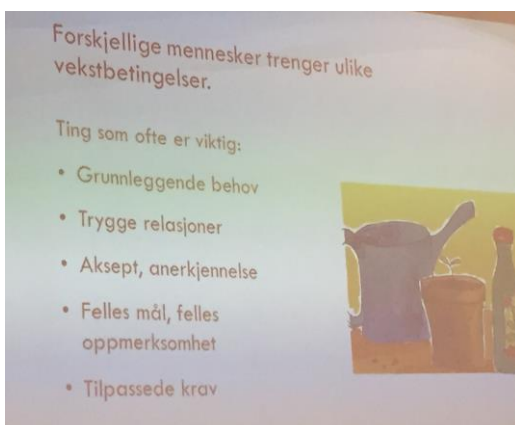 Forskjellige mennesker trenger ulike
vekstbetingelser.
Ting som ofte er viktig:
• Grunnleggende behov
• Trygge relasjoner
• Aksept, anerkjennelse
• Felles mål, felles
oppmerksomhet
• Tilpassede krav